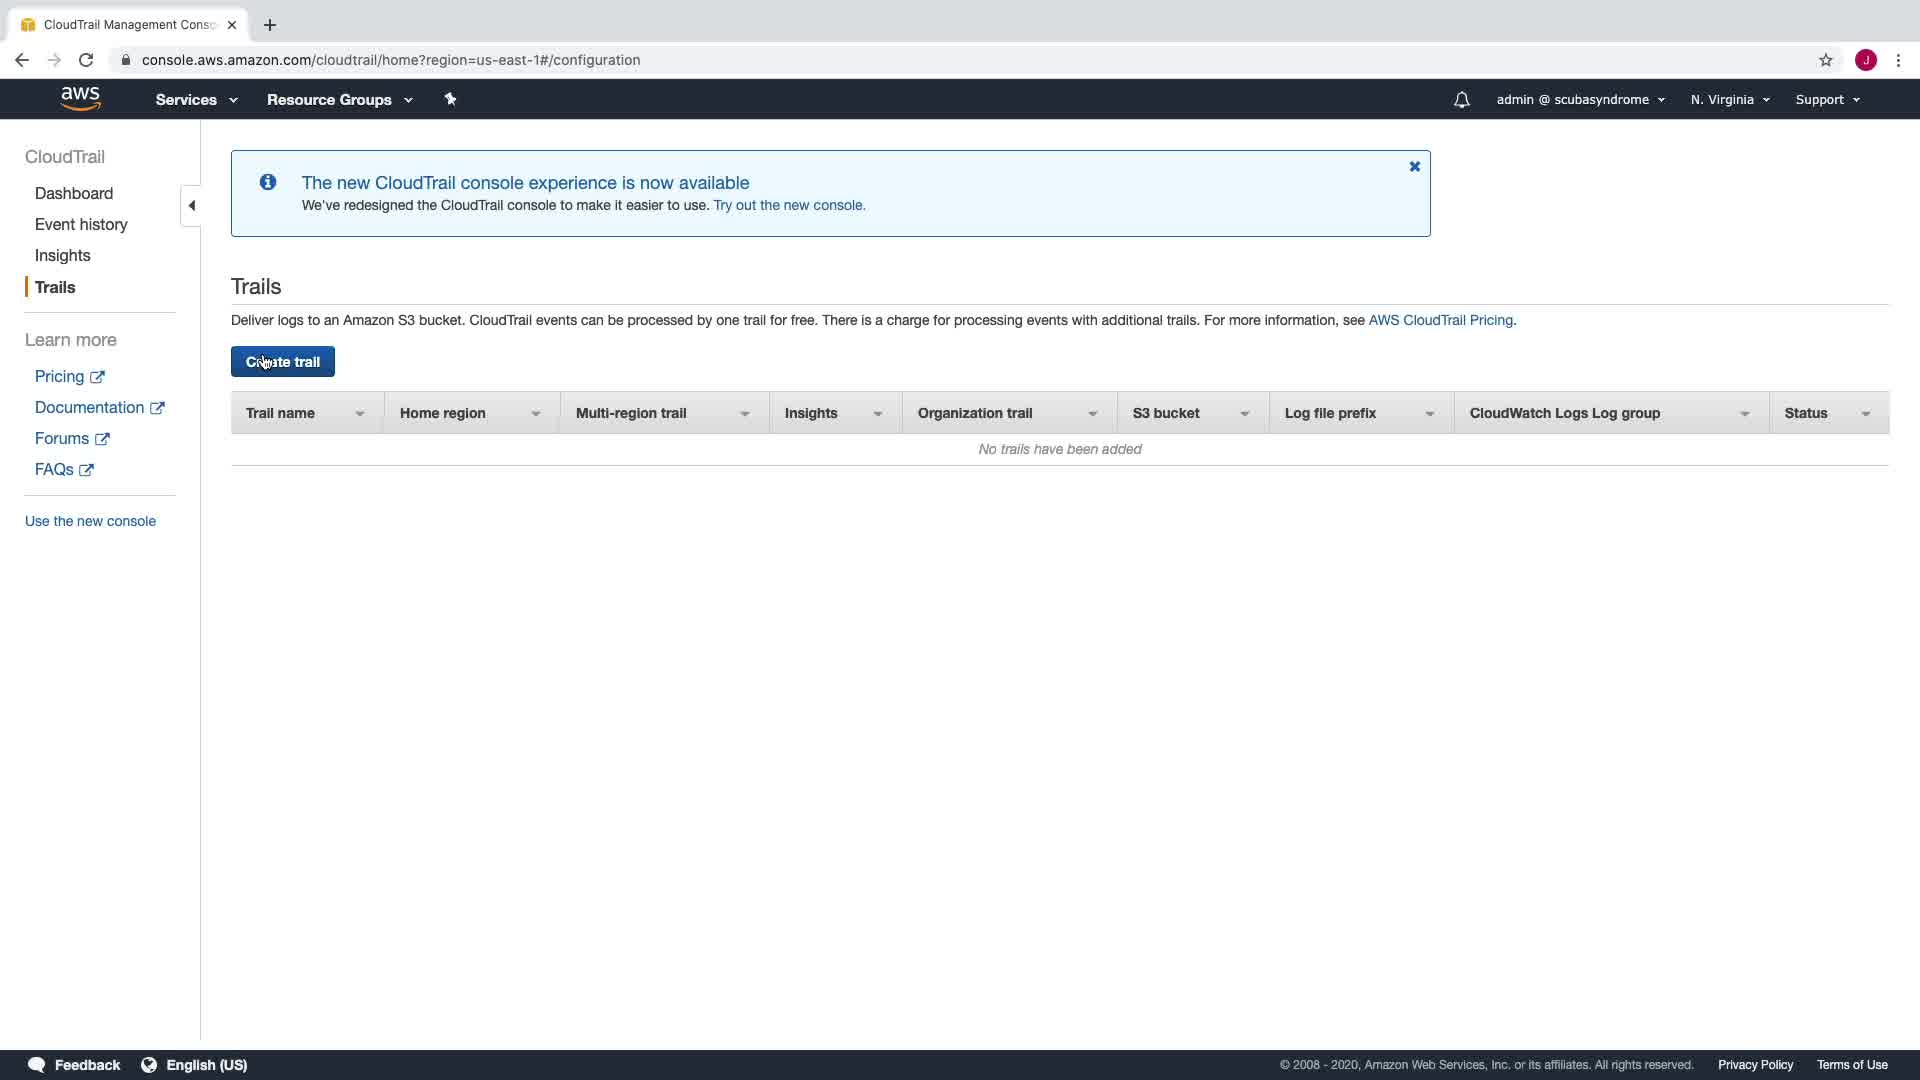 CloudTrail Management Conso
console.aws.amazon.com/cloudtrail/home?region=us-east-1#/configuration
J
aws
Services
Resource Groups
admin @ scubasyndrome
N. Virginia
Support
CloudTrail
Dashboard
Event history
Insights
Trails
Learn more
Pricing
Documentation
Forums
FAQs
Use the new console
The new CloudTrail console experience is now available
We've redesigned the CloudTrail console to make it easier to use. Try out the new console.
Trails
Deliver logs to an Amazon S3 bucket. CloudTrail events can be processed by one trail for free. There is a charge for processing events with additional trails. For more information, see AWS CloudTrail Pricing.
Create trail
Trail name Home region Multi-region trail Insights Organization trail S3 bucket Log file prefix CloudWatch Logs Log group Status
No trails have been added
Feedback
English (US)
© 2008 - 2020, Amazon Web Services, Inc. or its affiliates. All rights reserved.
Privacy Policy
Terms of Use